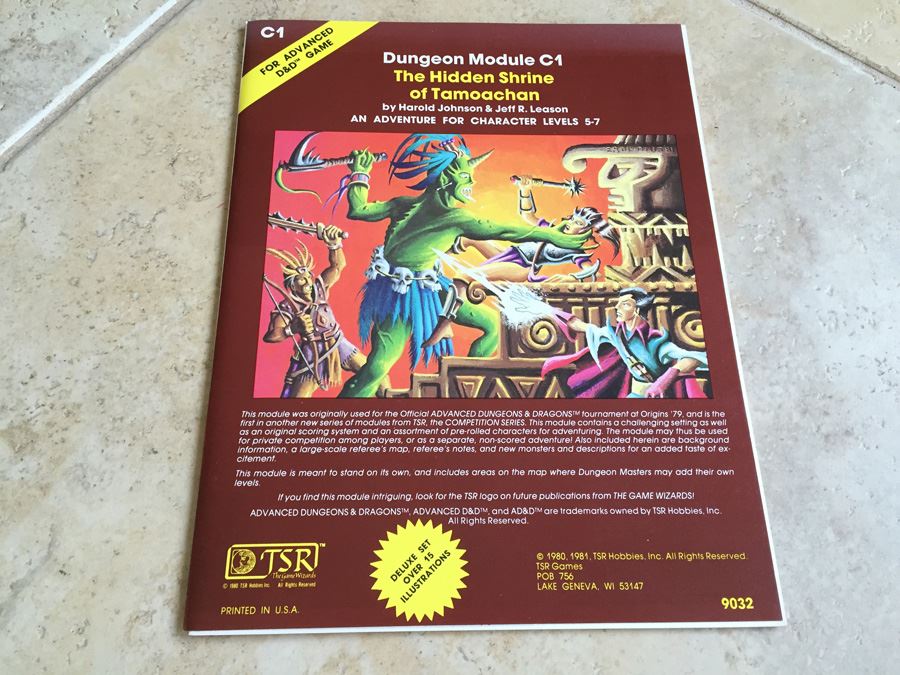 C1
FOR ADVANCED
D&D™ GAME
Dungeon Module C1
The Hidden Shrine
of Tamoachan
by Harold Johnson & Jeff R. Leason
AN ADVENTURE FOR CHARACTER LEVELS 5-7
This module was originally used for the Official ADVANCED DUNGEONS & DRAGONS™ tournament at Origins '79, and is the
first in another new series of modules from TSR, the COMPETITION SERIES. This module contains a challenging setting as well
as an original scoring system and an assortment of pre-rolled characters for adventuring. The module may thus be used
for private competition among players, or as a separate, non-scored adventure! Also included herein are background
information, a large-scale referee's map, referee's notes, and new monsters and descriptions for an added taste of ex-
citement.
This module is meant to stand on its own, and includes areas on the map where Dungeon Masters may add their own
levels.
If you find this module intriguing, look for the TSR logo on future publications from THE GAME WIZARDS!
ADVANCED DUNGEONS & DRAGONS™, ADVANCED D&D™, and AD&D™ are trademarks owned by TSR Hobbies, Inc.
All Rights Reserved.
TSR™
The Game Wizards
© 1980 TSR Hobbies Inc. All Rights Reserved
PRINTED IN U.S.A.
DELUXE SET
OVER 15
ILLUSTRATIONS
© 1980, 1981, TSR Hobbies, Inc. All Rights Reserved.
TSR Games
POB 756
LAKE GENEVA, WI 53147
9032